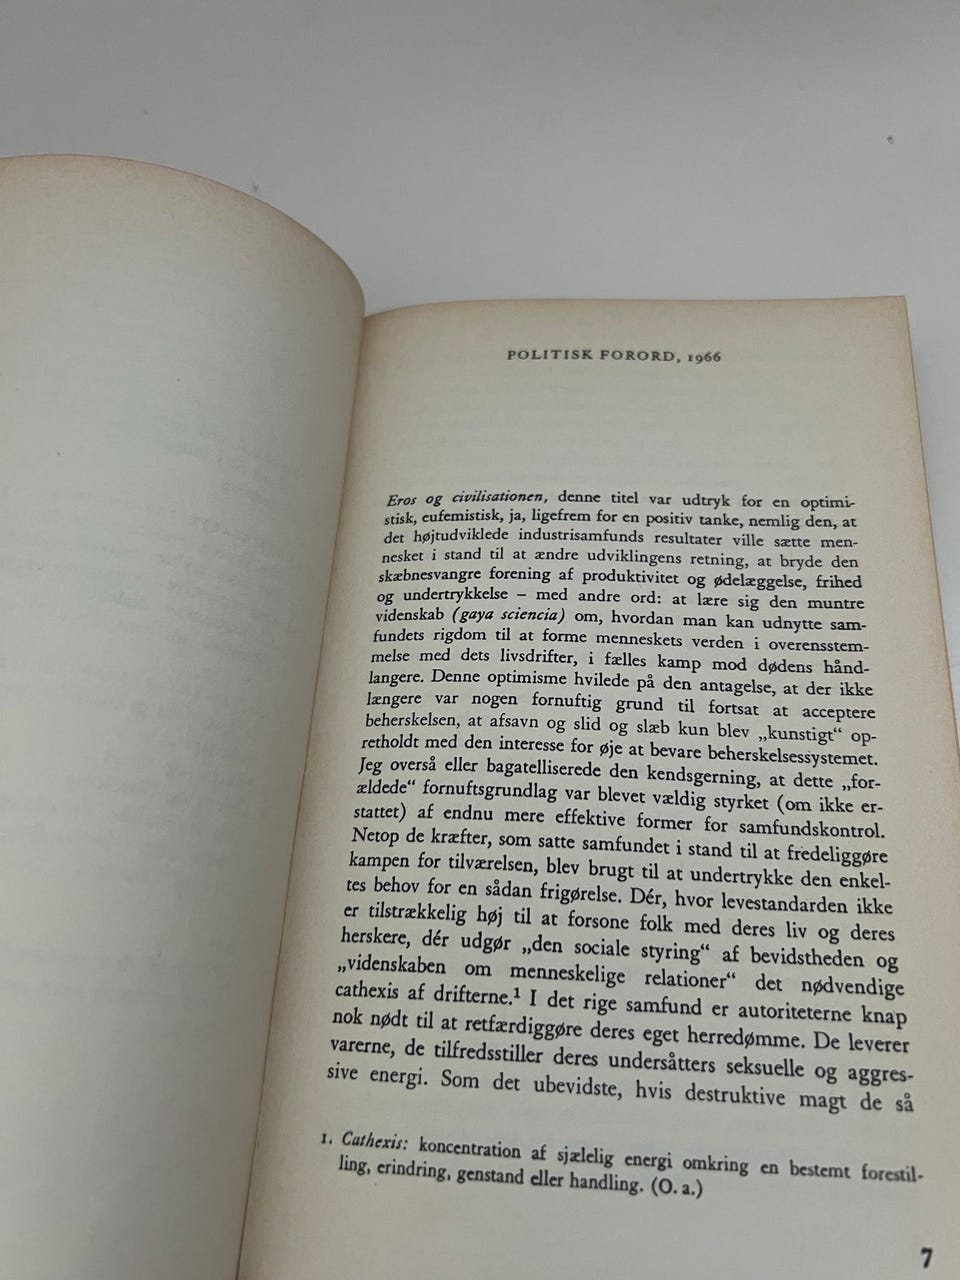 POLITISK FORORD, 1966
Eros og civilisationen, denne titel var udtryk for en optimi-
stisk, eufemistisk, ja, ligefrem for en positiv tanke, nemlig den, at
det højtudviklede industrisamfunds resultater ville sætte men-
nesket i stand til at ændre udviklingens retning, at bryde den
skæbnesvangre forening af produktivitet og ødelæggelse, frihed
og undertrykkelse – med andre ord: at lære sig den muntre
videnskab (gaya sciencia) om, hvordan man kan udnytte sam-
fundets rigdom til at forme menneskets verden i overensstem-
melse med dets livsdrifter, i fælles kamp mod dødens hånd-
langere. Denne optimisme hvilede på den antagelse, at der ikke
længere var nogen fornuftig grund til fortsat at acceptere
beherskelsen, at afsavn og slid og slæb kun blev „kunstigt“ op-
retholdt med den interesse for øje at bevare beherskelsessystemet.
Jeg overså eller bagatelliserede den kendsgerning, at dette „for-
ældede“ fornuftsgrundlag var blevet vældig styrket (om ikke er-
stattet) af endnu mere effektive former for samfundskontrol.
Netop de kræfter, som satte samfundet i stand til at fredeliggøre
kampen for tilværelsen, blev brugt til at undertrykke den enkel-
tes behov for en sådan frigørelse. Dér, hvor levestandarden ikke
er tilstrækkelig høj til at forsone folk med deres liv og deres
herskere, dér udgør „den sociale styring“ af bevidstheden og
„videnskaben om menneskelige relationer“ det nødvendige
cathexis af drifterne.¹ I det rige samfund er autoriteterne knap
nok nødt til at retfærdiggøre deres eget herredømme. De leverer
varerne, de tilfredsstiller deres undersåtters seksuelle og aggres-
sive energi. Som det ubevidste, hvis destruktive magt de så
1. Cathexis: koncentration af sjælelig energi omkring en bestemt forestil-
ling, erindring, genstand eller handling. (O. a.)
7